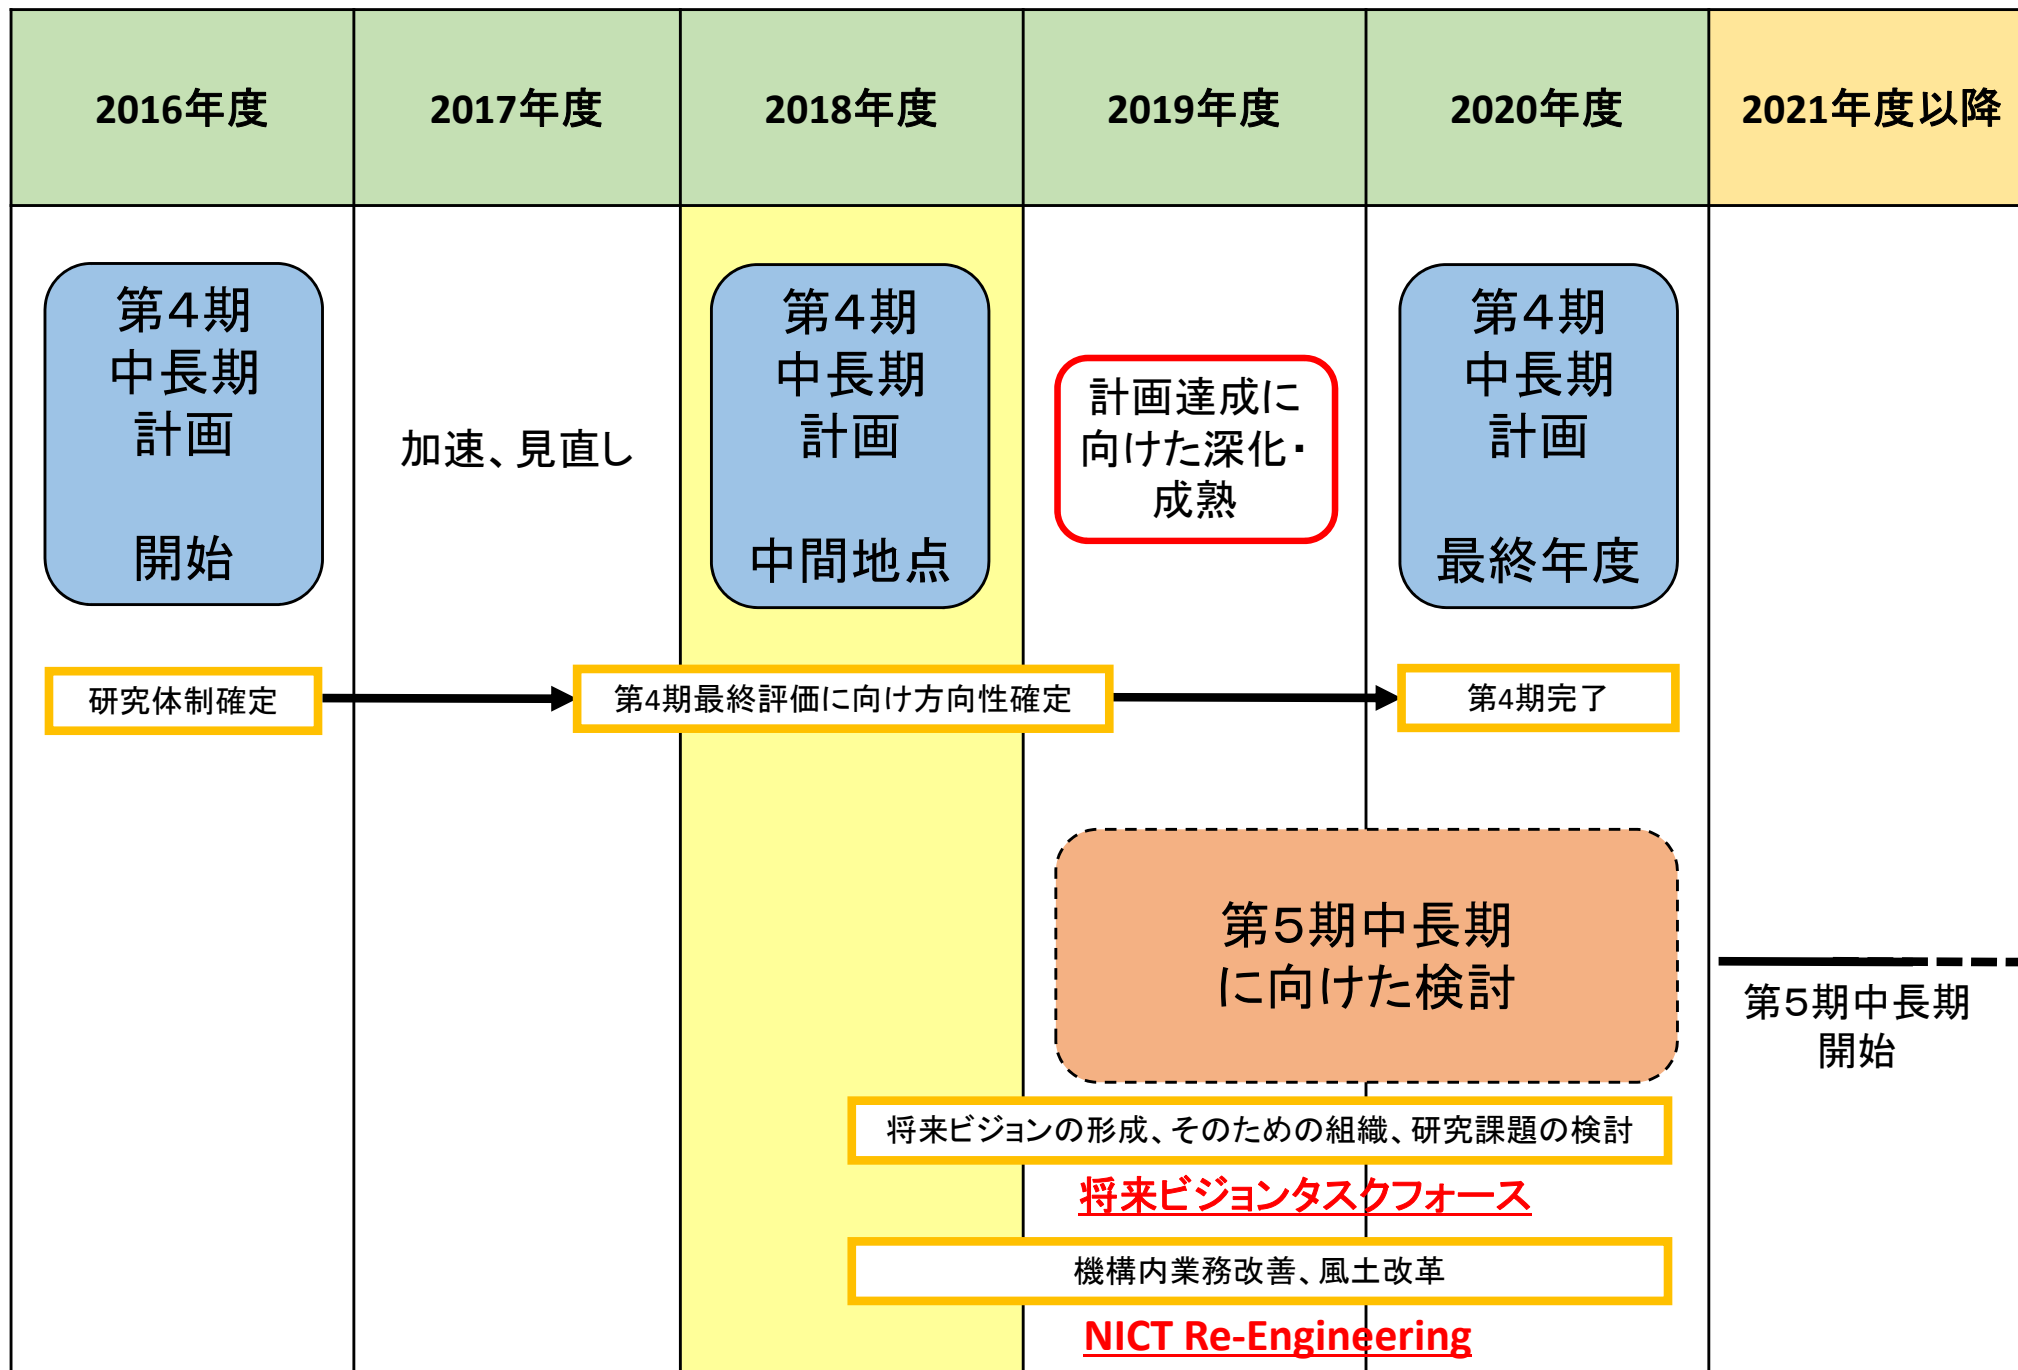 2016年度
2017年度
2018年度
2019年度
2020年度
2021年度以降
第4期
中長期
計画
開始
加速、見直し
第4期
中長期
計画
中間地点
計画達成に
向けた深化・
成熟
第4期
中長期
計画
最終年度
研究体制確定
第4期最終評価に向け方向性確定
第4期完了
第5期中長期
に向けた検討
第5期中長期
開始
将来ビジョンの形成、そのための組織、研究課題の検討
将来ビジョンタスクフォース
機構内業務改善、風土改革
NICT Re-Engineering